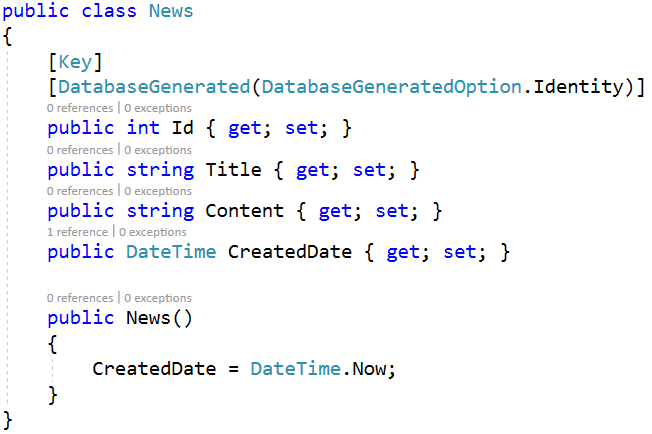 public class News
{
[Key]
[DatabaseGenerated(DatabaseGeneratedOption.Identity)]
0 references | 0 exceptions
public int Id { get; set; }
0 references | 0 exceptions
public string Title { get; set; }
0 references | 0 exceptions
public string Content { get; set; }
1 reference | 0 exceptions
public DateTime CreatedDate { get; set; }
0 references | 0 exceptions
public News()
{
CreatedDate = DateTime.Now;
}
}